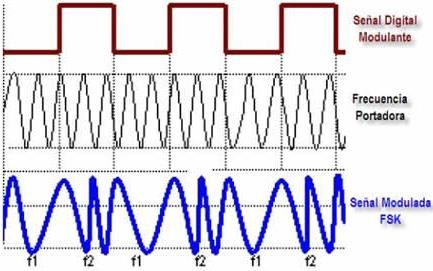 Señal Digital
Modulante
Frecuencia
Portadora
Señal Modulada
FSK
f1 f2 f1 f2 f1 f2